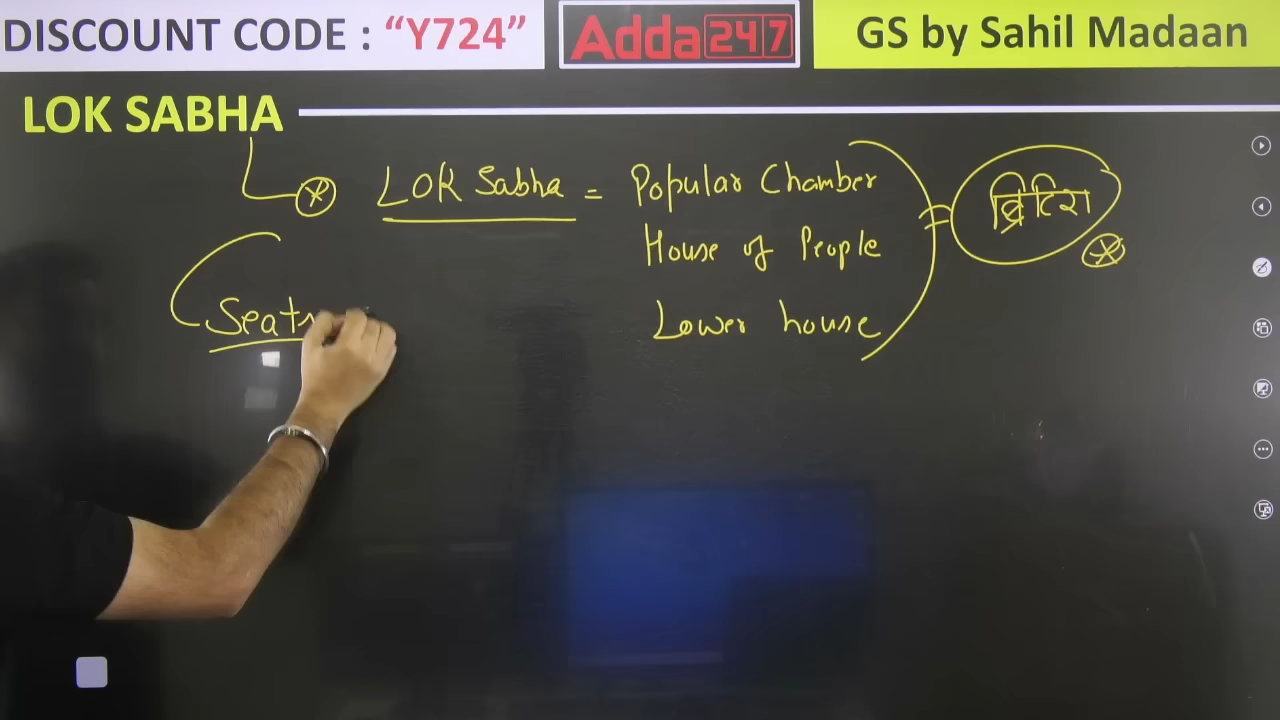 DISCOUNT CODE : “Y724”
Adda247
GS by Sahil Madaan
LOK SABHA
LOK Sabha = Popular Chamber
House of People
Lower house
ब्रिटिश
Seats